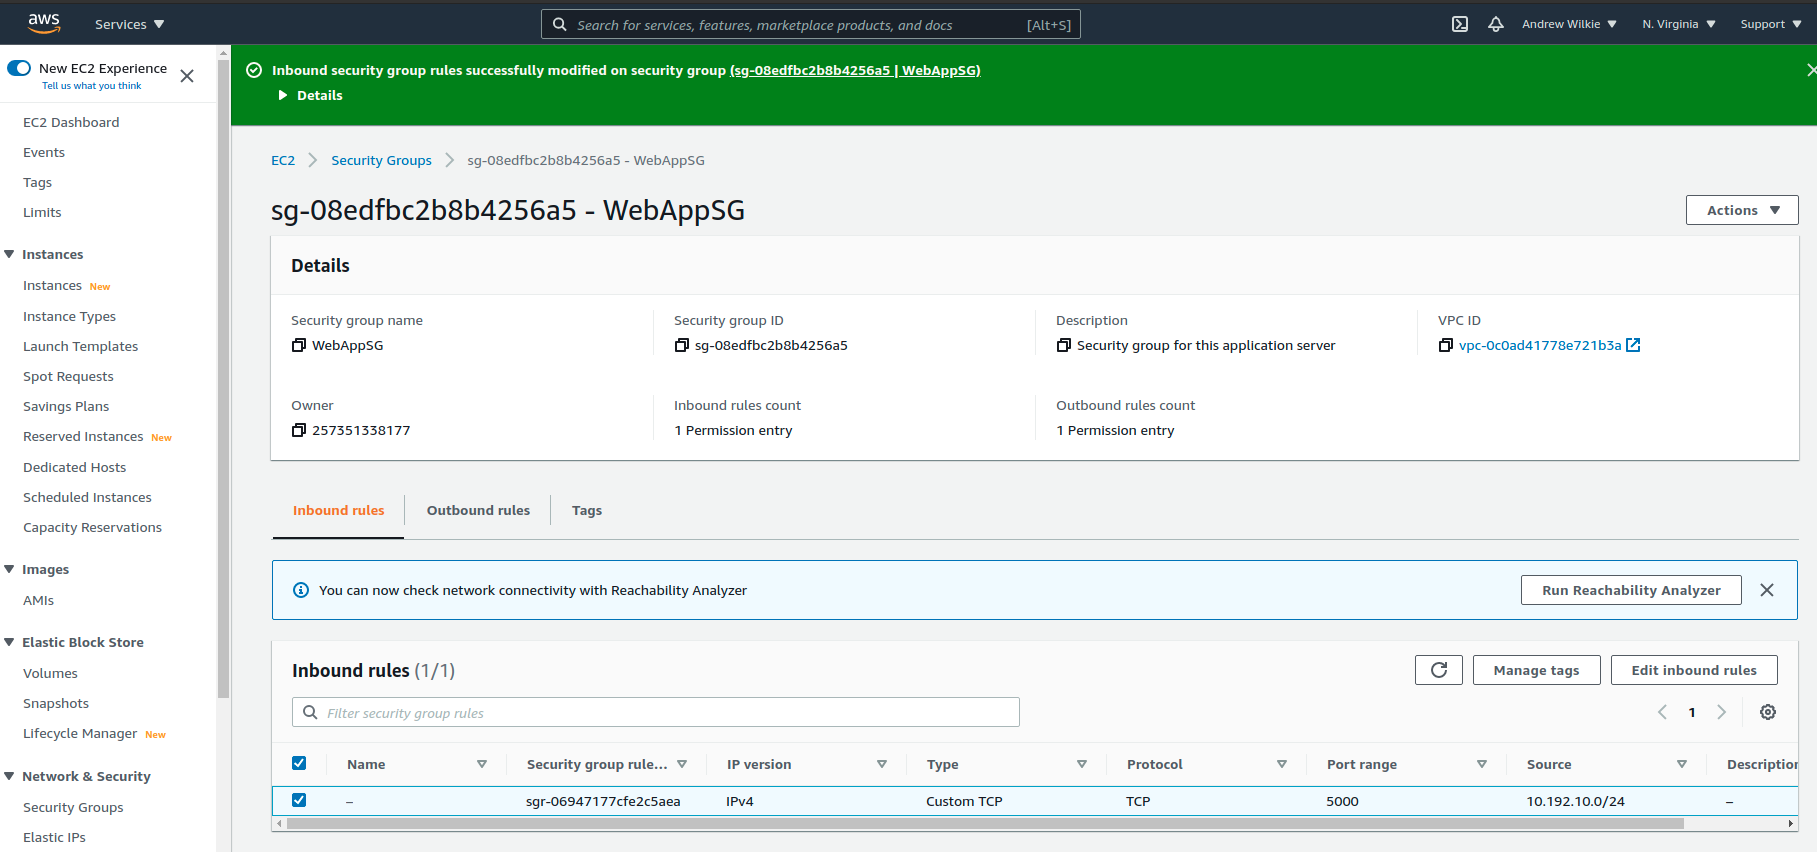 aws
Services
Search for services, features, marketplace products, and docs
[Alt+S]
Andrew Wilkie
N. Virginia
Support
New EC2 Experience
Tell us what you think
EC2 Dashboard
Events
Tags
Limits
Instances
Instances New
Instance Types
Launch Templates
Spot Requests
Savings Plans
Reserved Instances New
Dedicated Hosts
Scheduled Instances
Capacity Reservations
Images
AMIs
Elastic Block Store
Volumes
Snapshots
Lifecycle Manager New
Network & Security
Security Groups
Elastic IPs
Inbound security group rules successfully modified on security group (sg-08edfbc2b8b4256a5 | WebAppSG)
Details
EC2 Security Groups sg-08edfbc2b8b4256a5 - WebAppSG
sg-08edfbc2b8b4256a5 - WebAppSG
Actions
Details
Security group name
WebAppSG
Security group ID
sg-08edfbc2b8b4256a5
Description
Security group for this application server
VPC ID
vpc-0c0ad41778e721b3a
Owner
257351338177
Inbound rules count
1 Permission entry
Outbound rules count
1 Permission entry
Inbound rules
Outbound rules
Tags
You can now check network connectivity with Reachability Analyzer
Run Reachability Analyzer
Inbound rules (1/1)
Manage tags
Edit inbound rules
Filter security group rules
1
Name Security group rule... IP version Type Protocol Port range Source Description
– sgr-06947177cfe2c5aea IPv4 Custom TCP TCP 5000 10.192.10.0/24 –